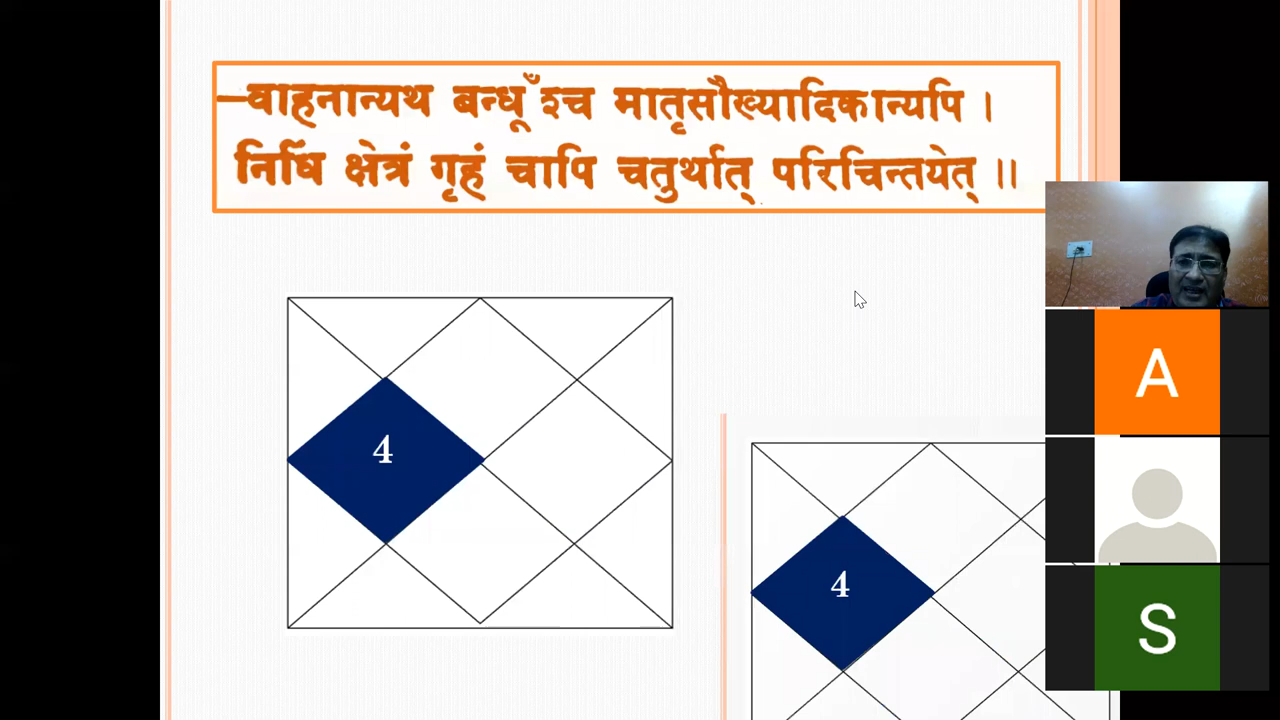 —वाहनान्यथ बन्धूँश्च मातृसौख्यादिकान्यपि ।
निधिं क्षेत्रं गृहं चापि चतुर्थात् परिचिन्तयेत् ।।
4
4
A
S